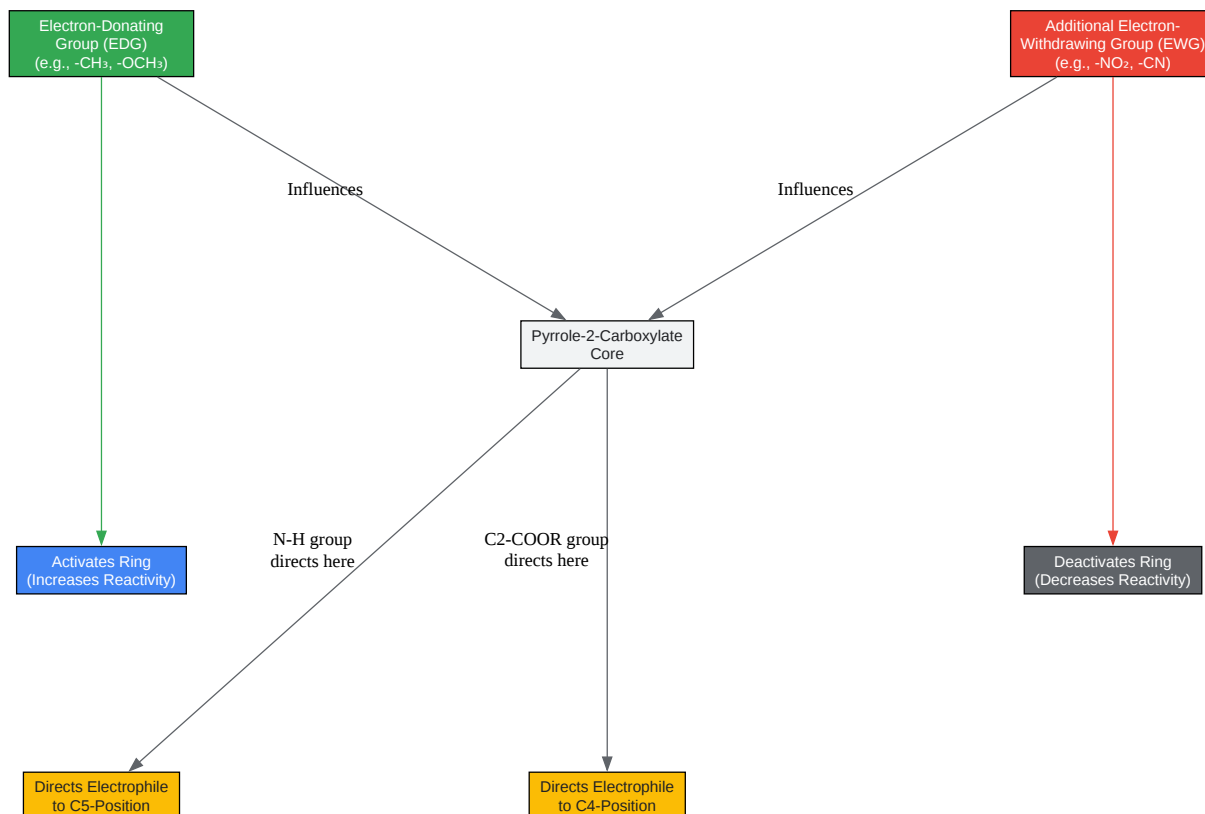 Electron-Donating
Group (EDG)
(e.g., -CH₃, -OCH₃)
Additional Electron-
Withdrawing Group (EWG)
(e.g., -NO₂, -CN)
Influences
Influences
Pyrrole-2-Carboxylate
Core
N-H group
directs here
C2-COOR group
directs here
Activates Ring
(Increases Reactivity)
Deactivates Ring
(Decreases Reactivity)
Directs Electrophile
to C5-Position
Directs Electrophile
to C4-Position